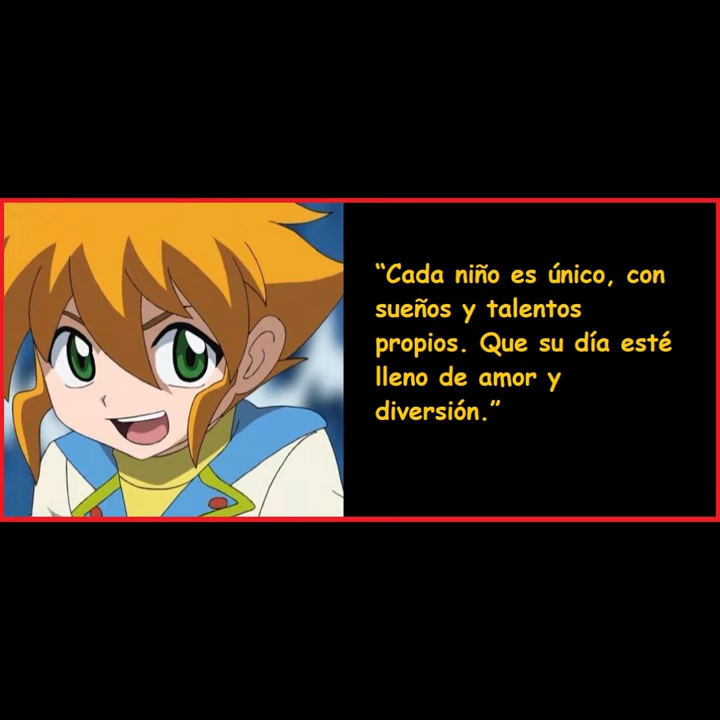 “Cada niño es único, con
sueños y talentos
propios. Que su día esté
lleno de amor y
diversión.”